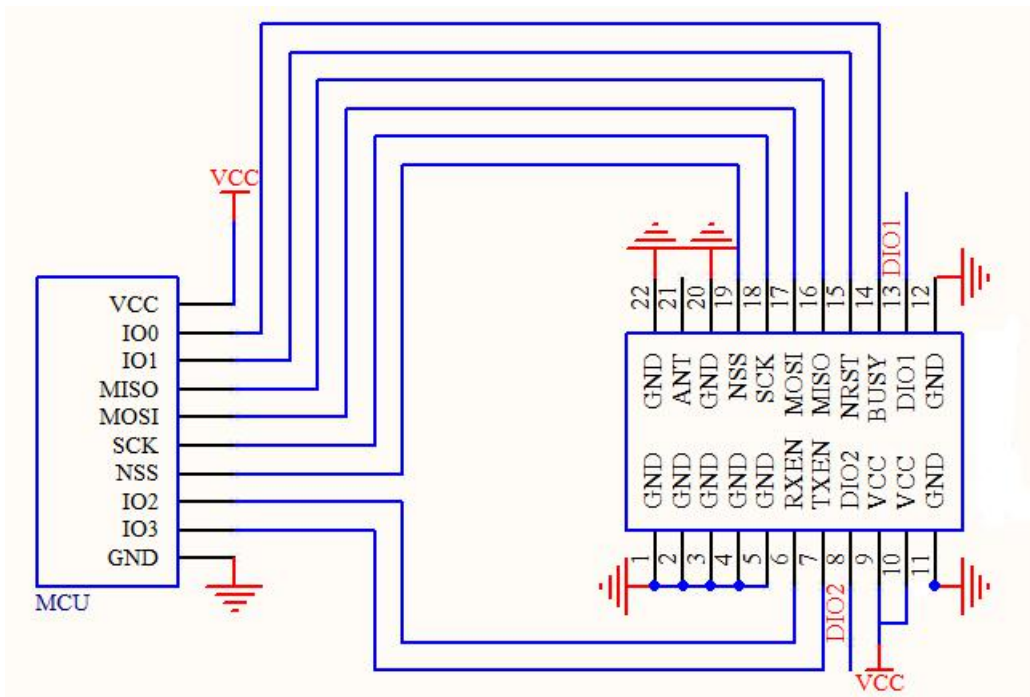 VCC
VCC
IO0
IO1
MISO
MOSI
SCK
NSS
IO2
IO3
GND
MCU
DIO1
22
21
20
19
18
17
16
15
14
13
12
GND
ANT
GND
NSS
SCK
MOSI
MISO
NRST
BUSY
DIO1
GND
GND
GND
GND
GND
GND
RXEN
TXEN
DIO2
VCC
VCC
GND
1
2
3
4
5
6
7
8
9
10
11
DIO2
VCC